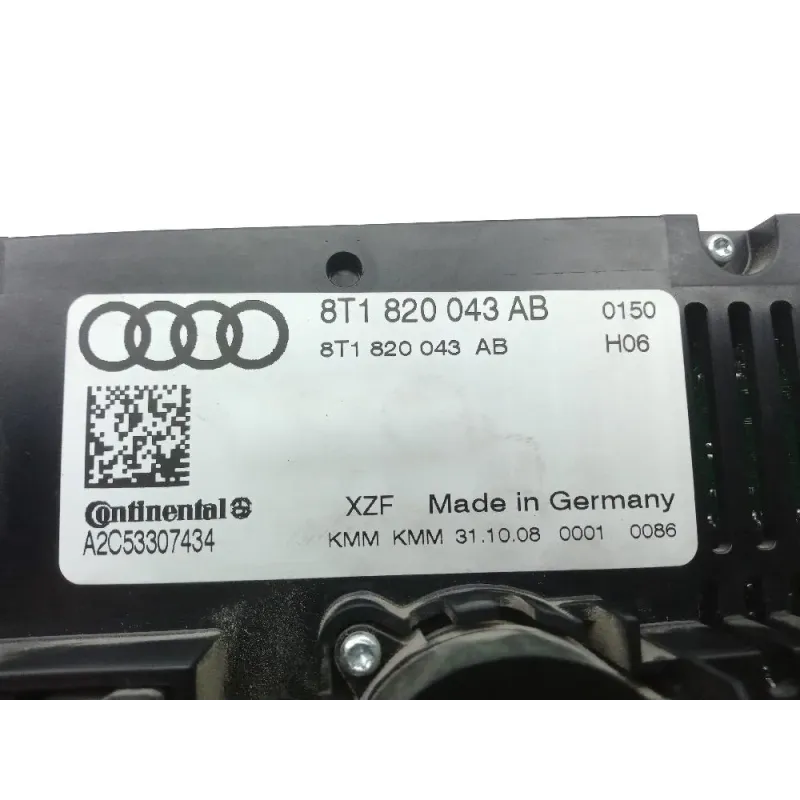 8T1 820 043 AB 0150
8T1 820 043 AB H06
Continental
A2C53307434
XZF Made in Germany
KMM KMM 31.10.08 0001 0086